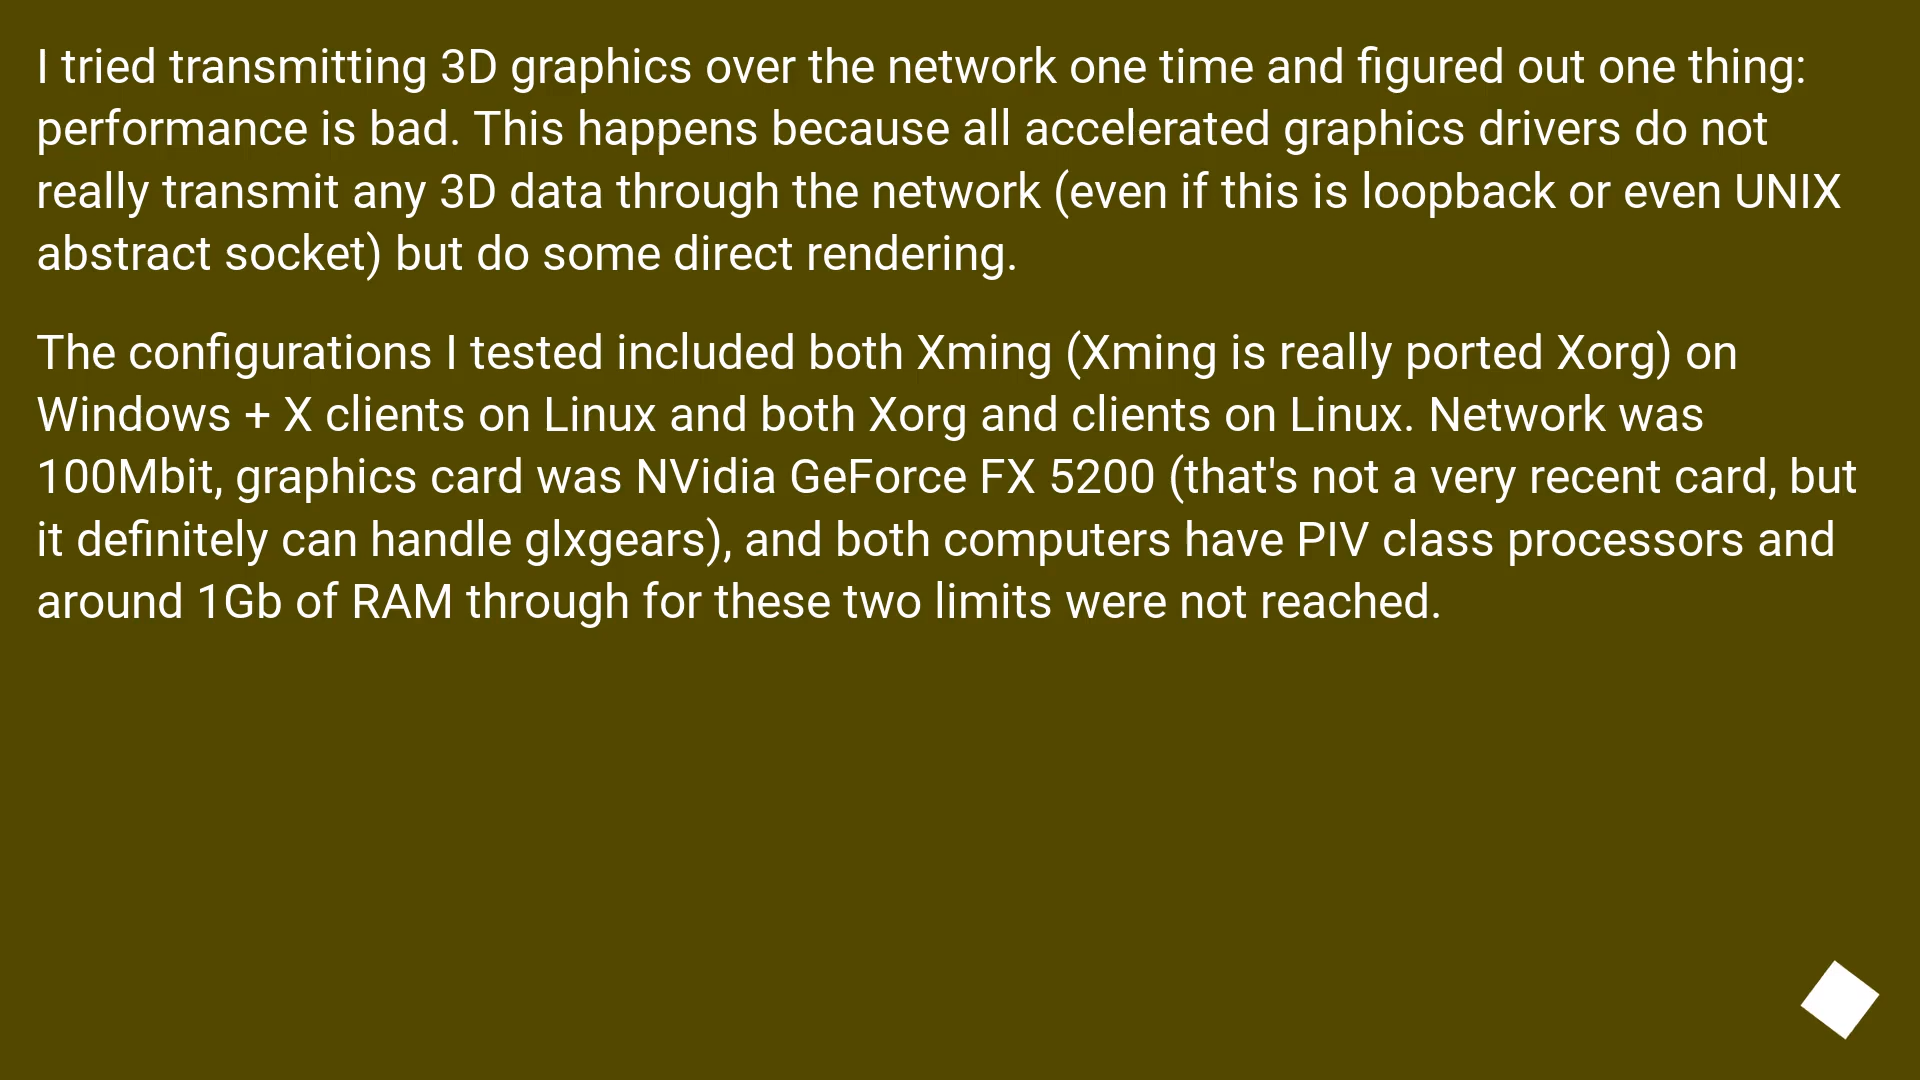 I tried transmitting 3D graphics over the network one time and figured out one thing:
performance is bad. This happens because all accelerated graphics drivers do not
really transmit any 3D data through the network (even if this is loopback or even UNIX
abstract socket) but do some direct rendering.
The configurations I tested included both Xming (Xming is really ported Xorg) on
Windows + X clients on Linux and both Xorg and clients on Linux. Network was
100Mbit, graphics card was NVidia GeForce FX 5200 (that's not a very recent card, but
it definitely can handle glxgears), and both computers have PIV class processors and
around 1Gb of RAM through for these two limits were not reached.